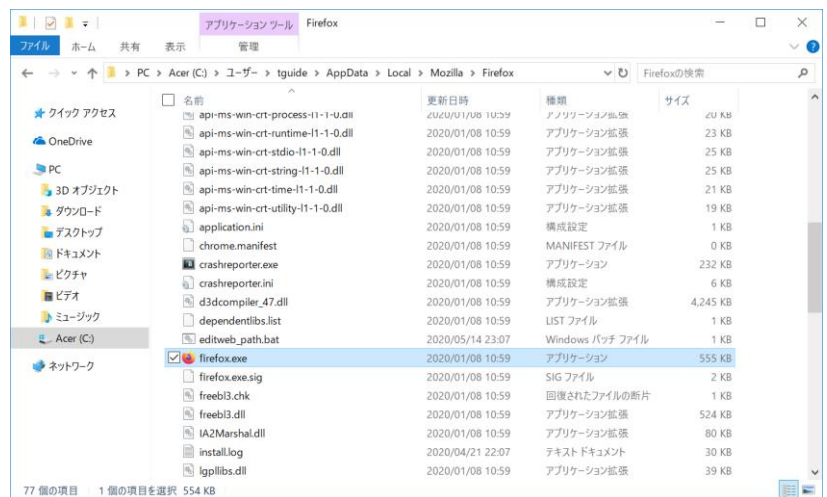 アプリケーション ツール Firefox
ファイル ホーム 共有 表示 管理
PC > Acer (C:) > ユーザー > tguide > AppData > Local > Mozilla > Firefox Firefoxの検索
クイック アクセス
OneDrive
PC
3D オブジェクト
ダウンロード
デスクトップ
ドキュメント
ピクチャ
ビデオ
ミュージック
Acer (C:)
ネットワーク
名前 更新日時 種類 サイズ
api-ms-win-crt-process-l1-1-0.dll 2020/01/08 10:59 アプリケーション拡張 20 KB
api-ms-win-crt-runtime-l1-1-0.dll 2020/01/08 10:59 アプリケーション拡張 23 KB
api-ms-win-crt-stdio-l1-1-0.dll 2020/01/08 10:59 アプリケーション拡張 25 KB
api-ms-win-crt-string-l1-1-0.dll 2020/01/08 10:59 アプリケーション拡張 25 KB
api-ms-win-crt-time-l1-1-0.dll 2020/01/08 10:59 アプリケーション拡張 21 KB
api-ms-win-crt-utility-l1-1-0.dll 2020/01/08 10:59 アプリケーション拡張 19 KB
application.ini 2020/01/08 10:59 構成設定 1 KB
chrome.manifest 2020/01/08 10:59 MANIFEST ファイル 0 KB
crashreporter.exe 2020/01/08 10:59 アプリケーション 232 KB
crashreporter.ini 2020/01/08 10:59 構成設定 6 KB
d3dcompiler_47.dll 2020/01/08 10:59 アプリケーション拡張 4,245 KB
dependentlibs.list 2020/01/08 10:59 LIST ファイル 1 KB
editweb_path.bat 2020/05/14 23:07 Windows バッチ ファイル 1 KB
firefox.exe 2020/01/08 10:59 アプリケーション 555 KB
firefox.exe.sig 2020/01/08 10:59 SIG ファイル 2 KB
freebl3.chk 2020/01/08 10:59 回復されたファイルの断片 1 KB
freebl3.dll 2020/01/08 10:59 アプリケーション拡張 524 KB
IA2Marshal.dll 2020/01/08 10:59 アプリケーション拡張 80 KB
install.log 2020/04/21 22:07 テキスト ドキュメント 30 KB
lgpllibs.dll 2020/01/08 10:59 アプリケーション拡張 39 KB
77 個の項目 1 個の項目を選択 554 KB